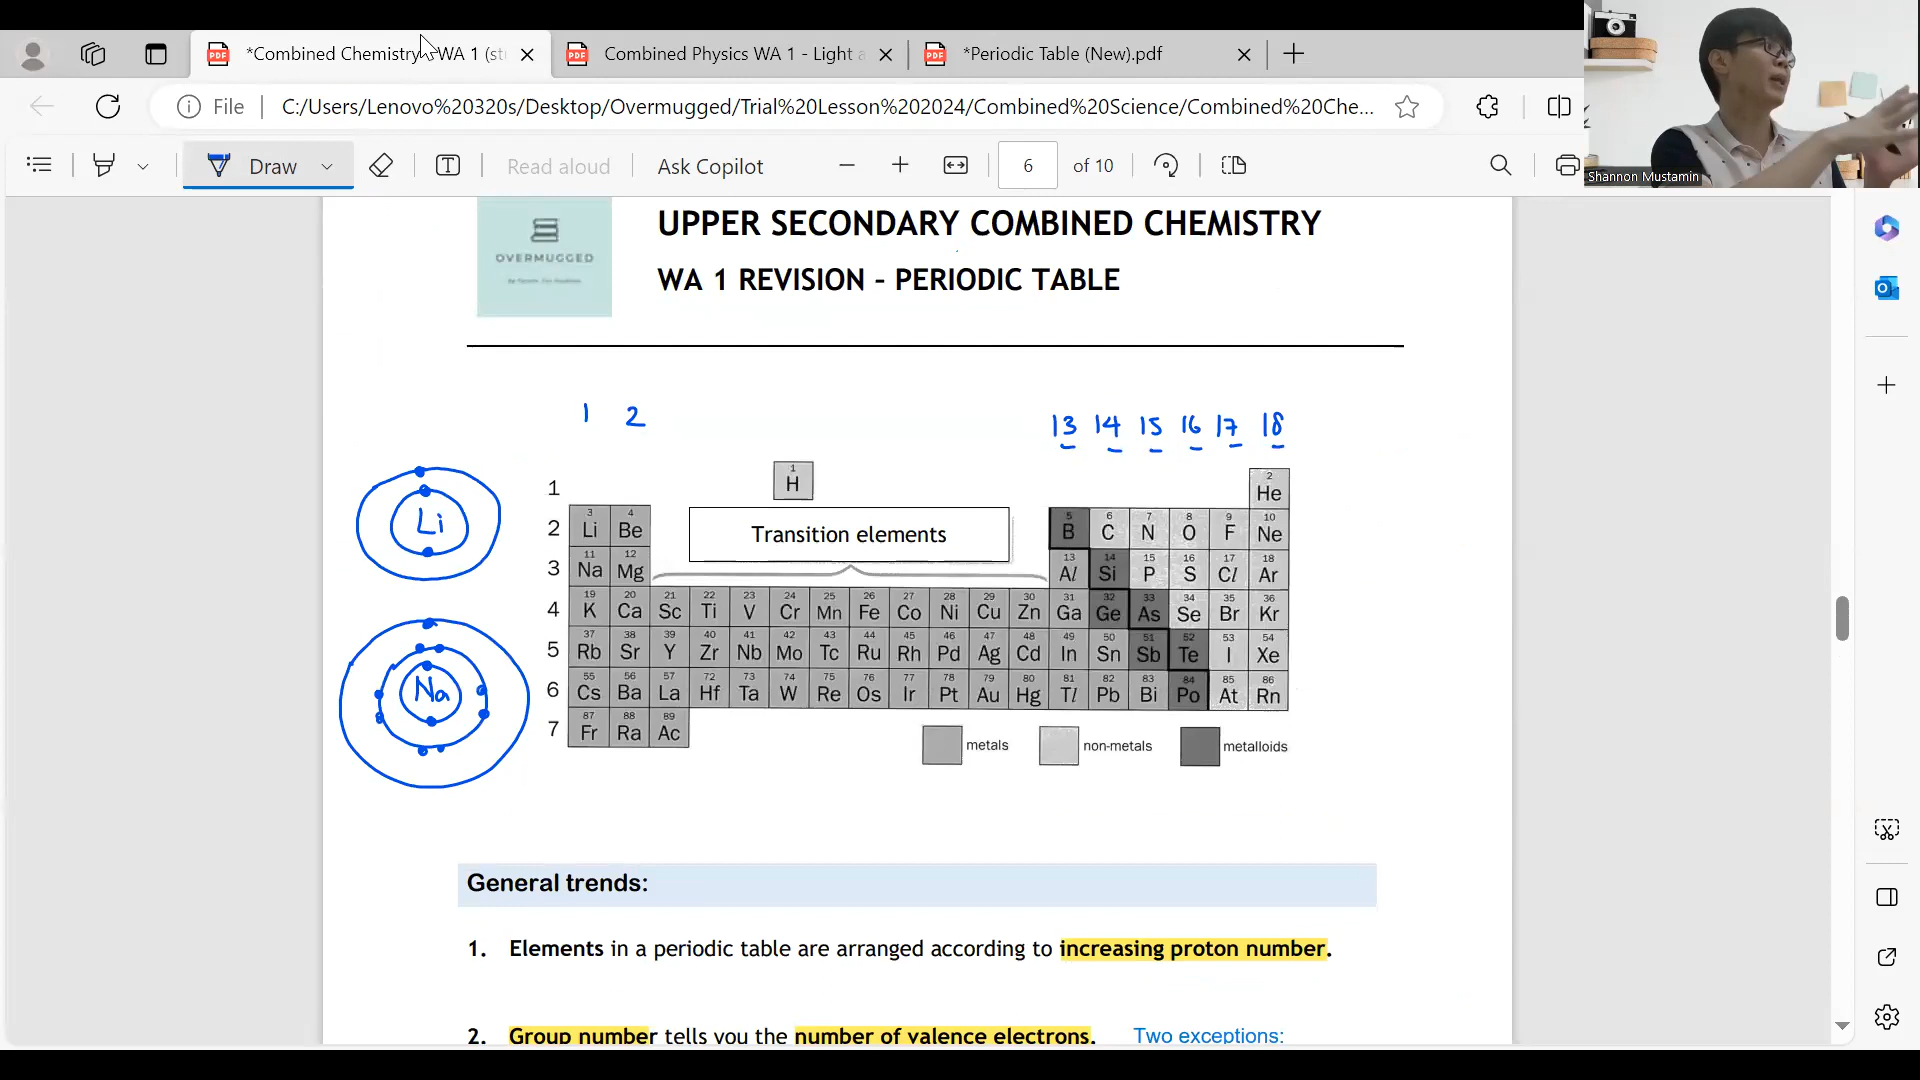 *Combined Chemistry - WA 1 (st
Combined Physics WA 1 - Light a
*Periodic Table (New).pdf
File
C:/Users/Lenovo%20320s/Desktop/Overmugged/Trial%20Lesson%202024/Combined%20Science/Combined%20Che...
Draw
Read aloud
Ask Copilot
6 of 10
Shannon Mustamin
OVERMUGGED
UPPER SECONDARY COMBINED CHEMISTRY
WA 1 REVISION – PERIODIC TABLE
1 2 13 14 15 16 17 18
1 H
2 He
1
Li
2
3 Li 4 Be
Transition elements
5 B 6 C 7 N 8 O 9 F 10 Ne
3
11 Na 12 Mg
13 Al 14 Si 15 P 16 S 17 Cl 18 Ar
4
19 K 20 Ca 21 Sc 22 Ti 23 V 24 Cr 25 Mn 26 Fe 27 Co 28 Ni 29 Cu 30 Zn 31 Ga 32 Ge 33 As 34 Se 35 Br 36 Kr
5
37 Rb 38 Sr 39 Y 40 Zr 41 Nb 42 Mo 43 Tc 44 Ru 45 Rh 46 Pd 47 Ag 48 Cd 49 In 50 Sn 51 Sb 52 Te 53 I 54 Xe
Na
6
55 Cs 56 Ba 57 La 72 Hf 73 Ta 74 W 75 Re 76 Os 77 Ir 78 Pt 79 Au 80 Hg 81 Tl 82 Pb 83 Bi 84 Po 85 At 86 Rn
7
87 Fr 88 Ra 89 Ac
metals non-metals metalloids
General trends:
1. Elements in a periodic table are arranged according to increasing proton number.
2. Group number tells you the number of valence electrons. Two exceptions: